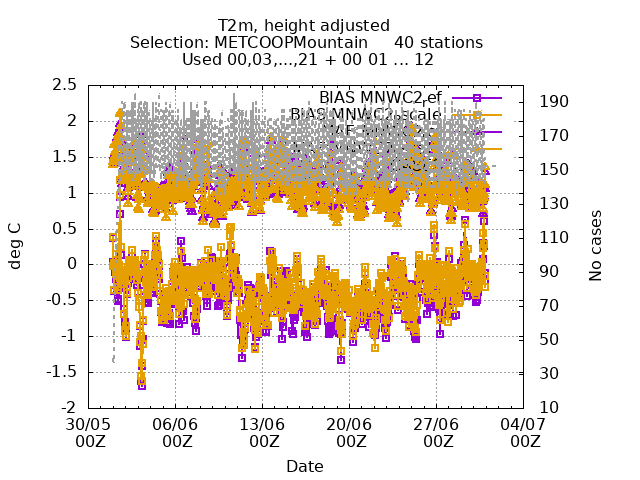 T2m, height adjusted
Selection: METCOOPMountain 40 stations
Used 00,03,...,21 + 00 01 ... 12
BIAS MNWC2
BIAS MNWC2
2.5
2
1.5
1
0.5
0
-0.5
-1
-1.5
-2
deg C
190
170
150
130
110
90
70
50
30
10
No cases
30/05 06/06 13/06 20/06 27/06 04/07
00Z 00Z 00Z 00Z 00Z 00Z
Date